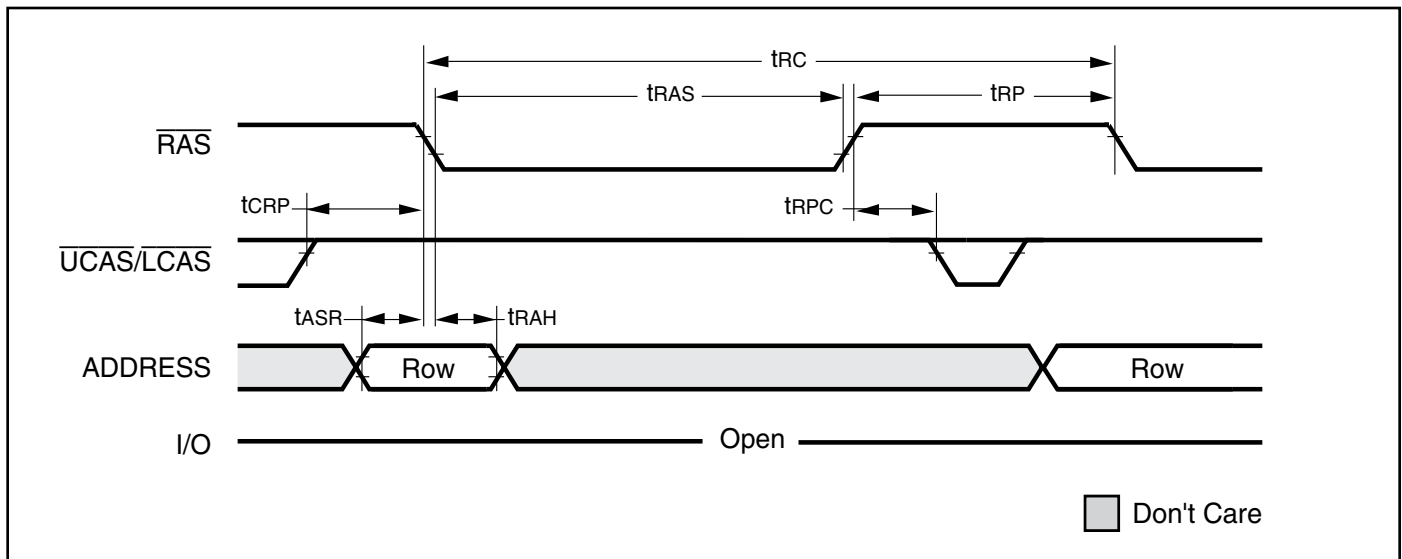 tRC
tRAS
tRP
RAS
tCRP
tRPC
UCAS/LCAS
tASR
tRAH
ADDRESS
Row
Row
I/O
Open
Don't Care